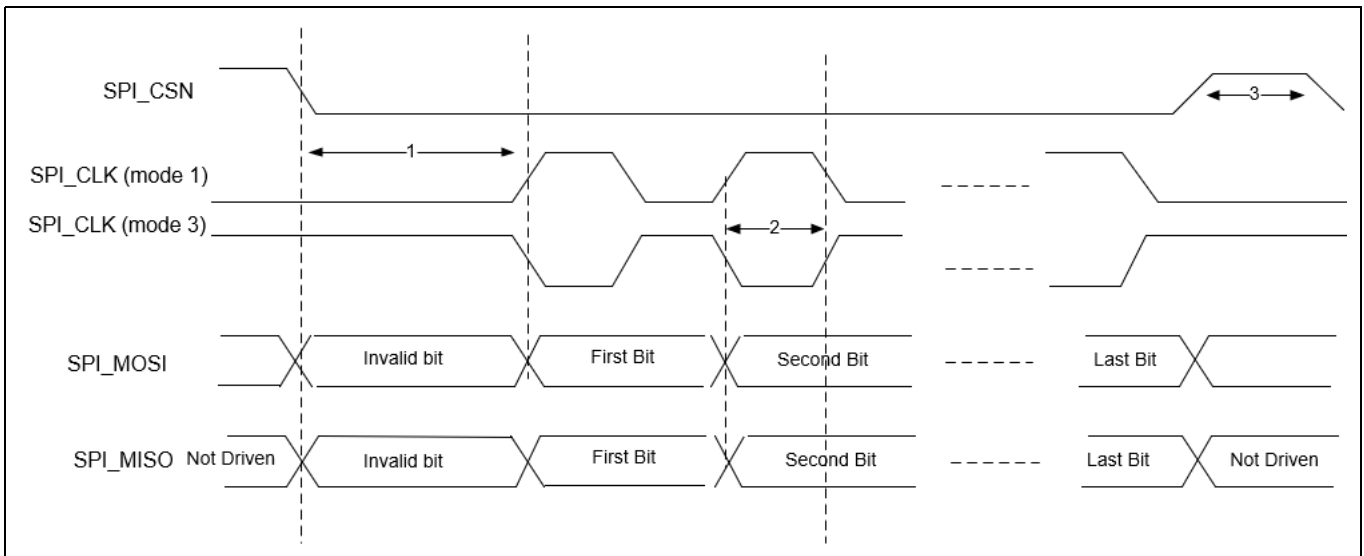 SPI_CSN
3
1
SPI_CLK (mode 1)
SPI_CLK (mode 3)
2
SPI_MOSI Invalid bit First Bit Second Bit Last Bit
SPI_MISO Not Driven Invalid bit First Bit Second Bit Last Bit Not Driven